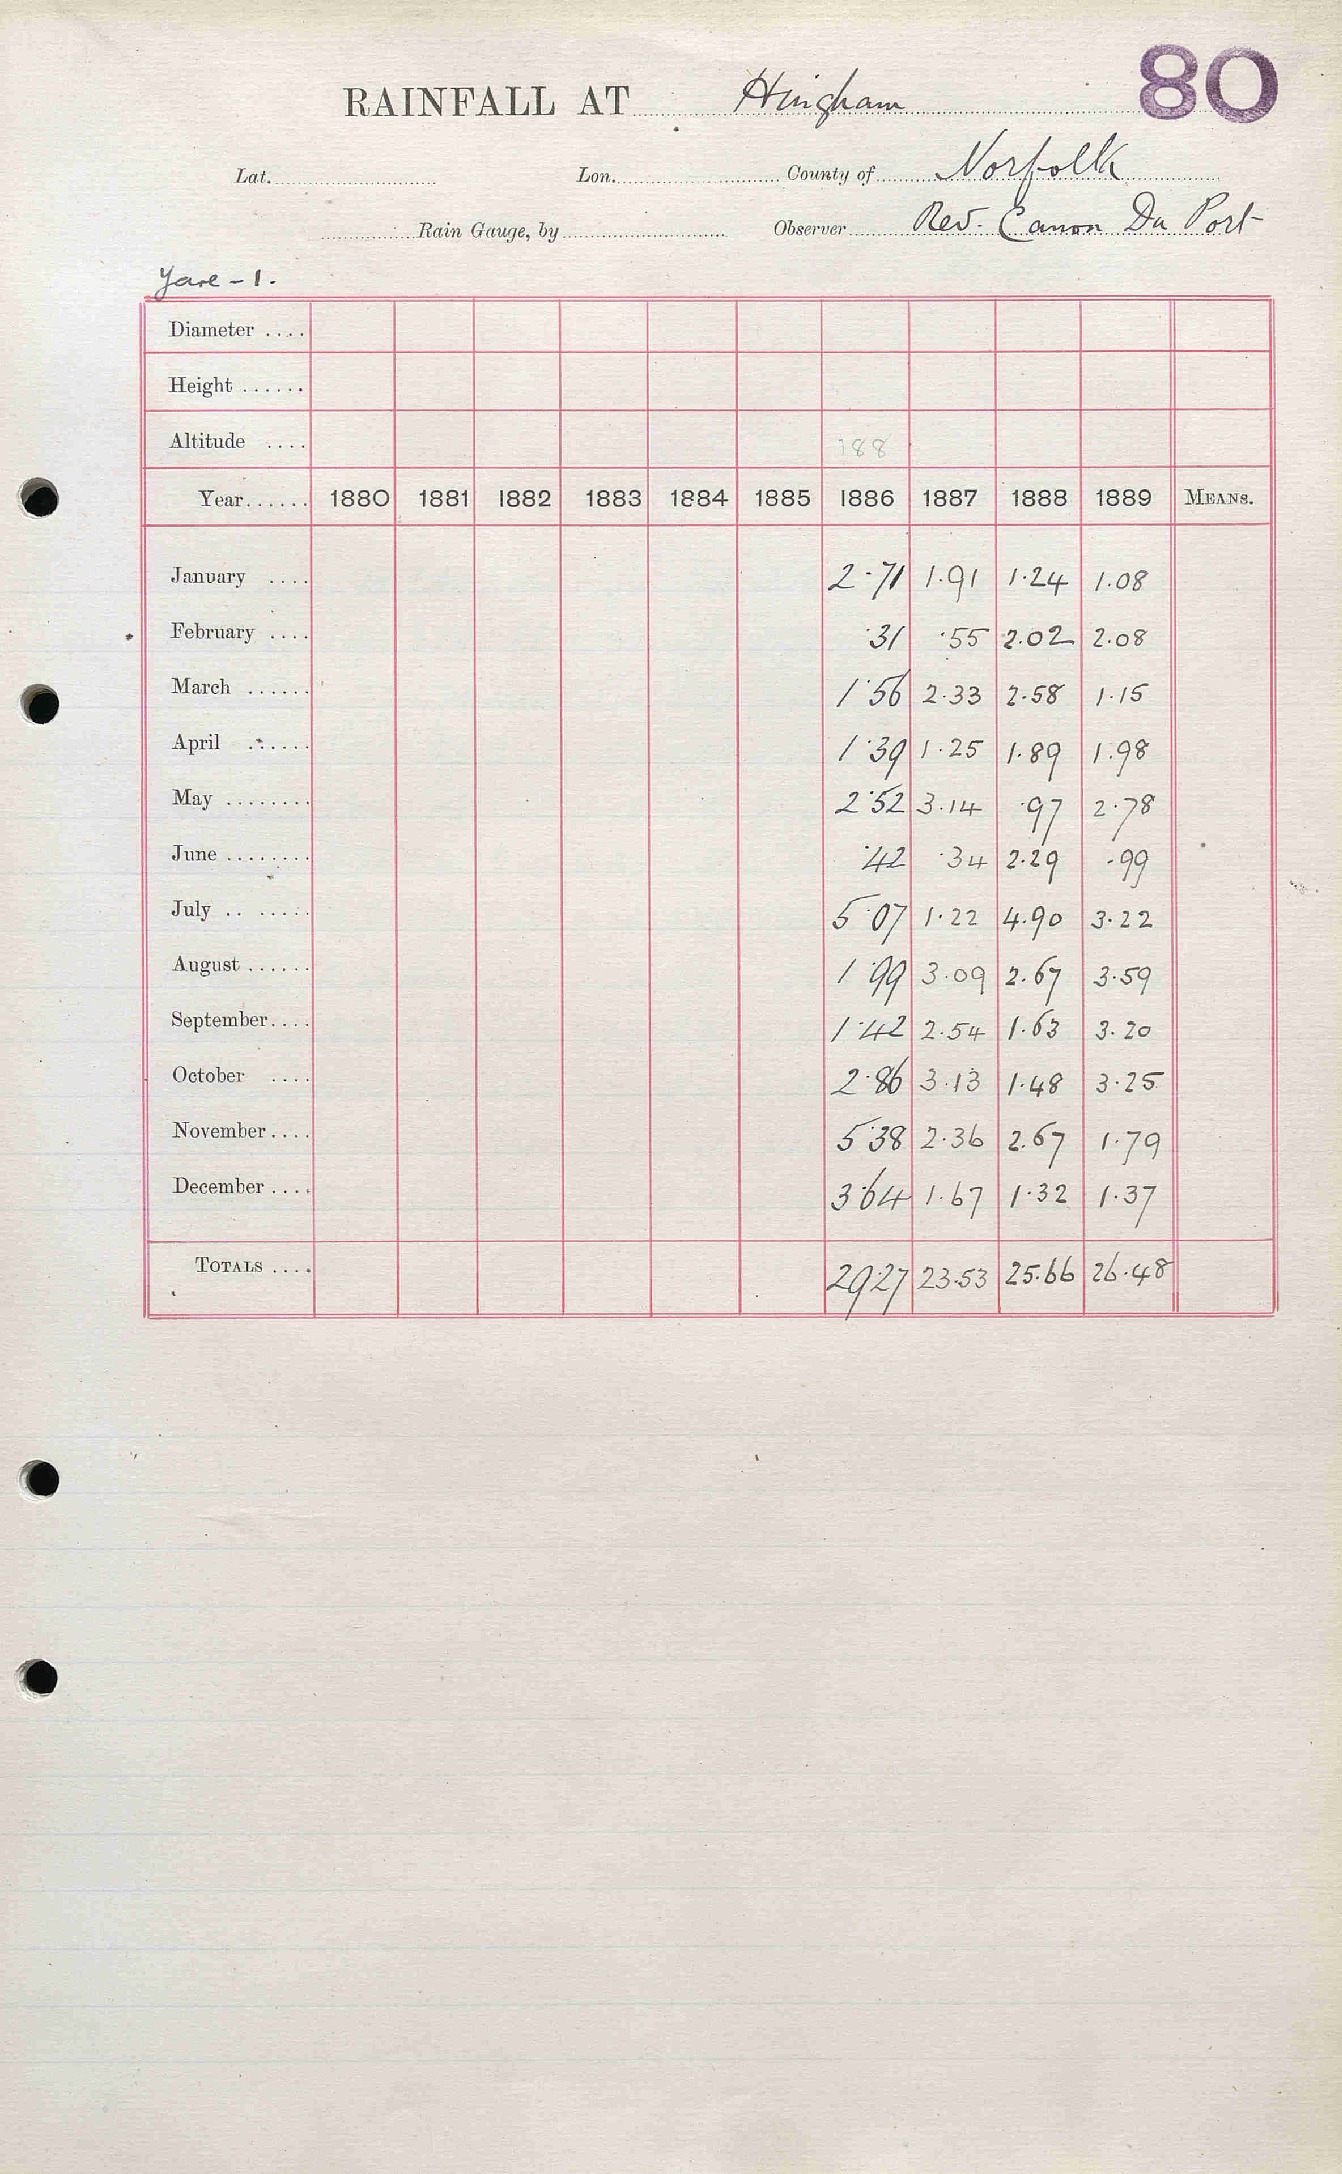 80
RAINFALL AT Hingham
Lat. Lon. County of Norfolk
Rain Gauge, by Observer Rev. Canon Du Port
Yare - 1.
Diameter ....
Height ......
Altitude .... 188
Year...... 1880 1881 1882 1883 1884 1885 1886 1887 1888 1889 MEANS.
January .... 2.71 1.91 1.24 1.08
February .... .31 .55 2.02 2.08
March ...... 1.56 2.33 2.58 1.15
April ...... 1.39 1.25 1.89 1.98
May ........ 2.52 3.14 .97 2.78
June ........ .42 .34 2.29 .99
July .. ..... 5.07 1.22 4.90 3.22
August ...... 1.99 3.09 2.67 3.59
September.... 1.42 2.54 1.63 3.20
October .... 2.86 3.13 1.48 3.25
November.... 5.38 2.36 2.67 1.79
December .... 3.64 1.67 1.32 1.37
TOTALS .... 29.27 23.53 25.66 26.48